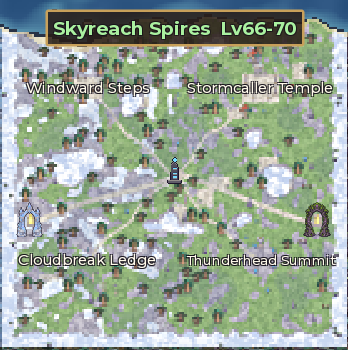 Skyreach Spires Lv66-70
Windward Steps
Stormcaller Temple
Cloudbreak Ledge
Thunderhead Summit